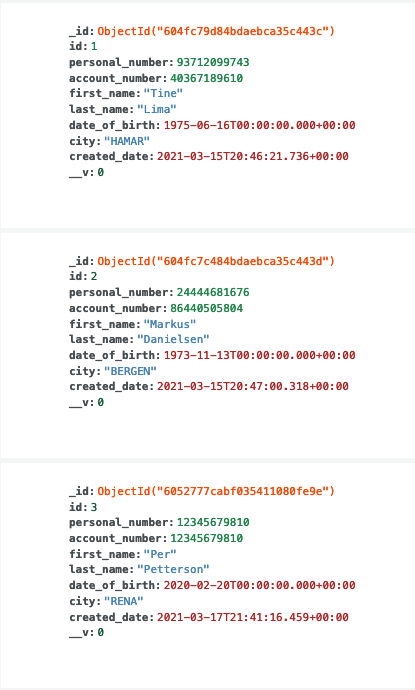 _id: ObjectId("604fc79d84bdaebca35c443c")
id: 1
personal_number: 93712099743
account_number: 40367189610
first_name: "Tine"
last_name: "Lima"
date_of_birth: 1975-06-16T00:00:00.000+00:00
city: "HAMAR"
created_date: 2021-03-15T20:46:21.736+00:00
__v: 0
_id: ObjectId("604fc7c484bdaebca35c443d")
id: 2
personal_number: 24444681676
account_number: 86440505804
first_name: "Markus"
last_name: "Danielsen"
date_of_birth: 1973-11-13T00:00:00.000+00:00
city: "BERGEN"
created_date: 2021-03-15T20:47:00.318+00:00
__v: 0
_id: ObjectId("6052777cabf035411080fe9e")
id: 3
personal_number: 12345679810
account_number: 12345679810
first_name: "Per"
last_name: "Petterson"
date_of_birth: 2020-02-20T00:00:00.000+00:00
city: "RENA"
created_date: 2021-03-17T21:41:16.459+00:00
__v: 0